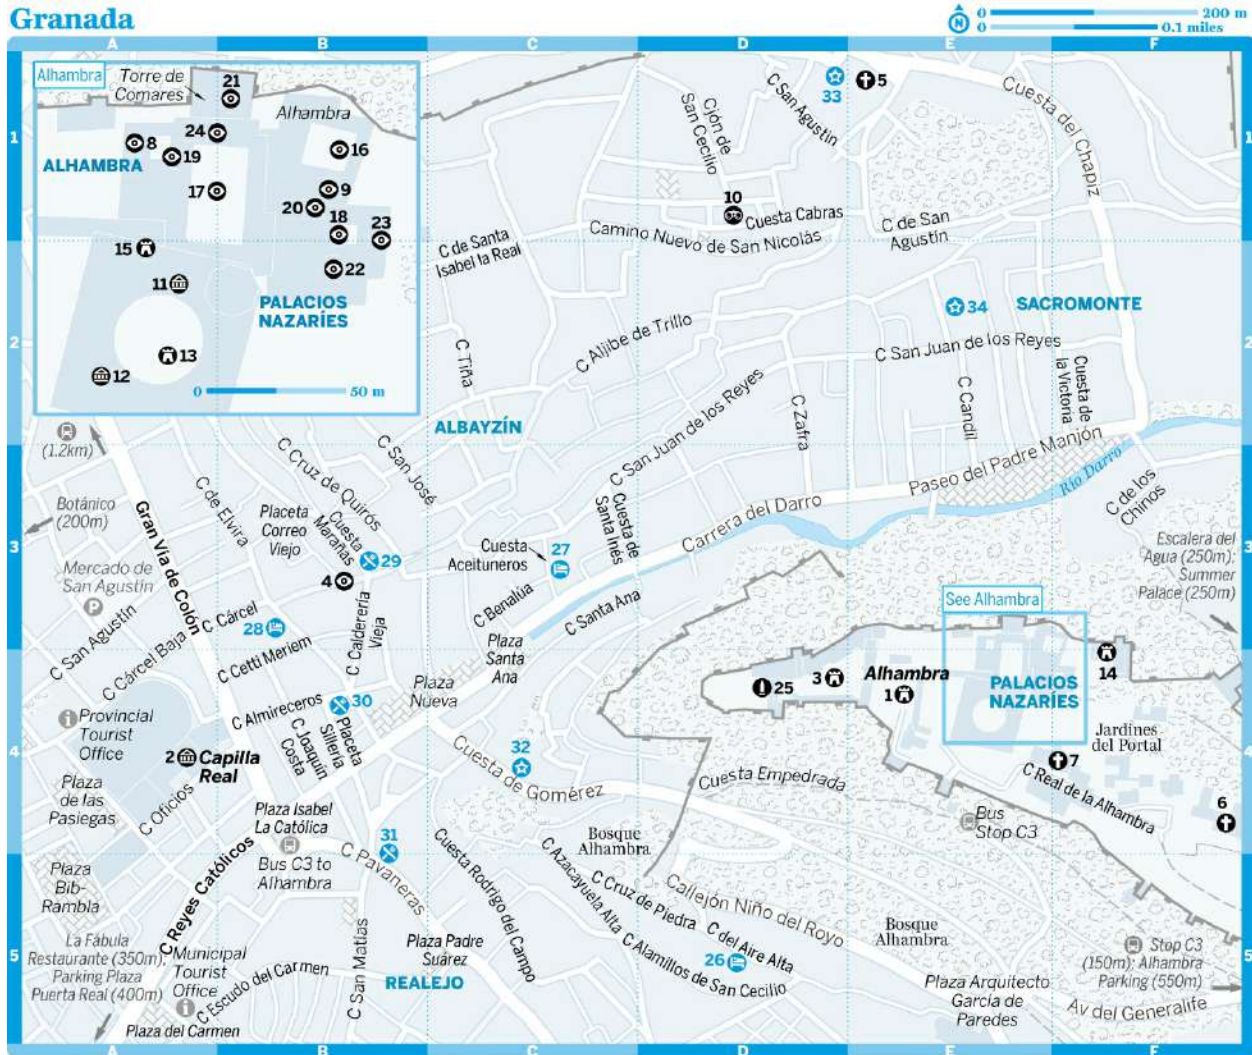 Granada
0 200 m
N
0 0.1 miles
A B C D E F
Alhambra
Torre de
Comares
21
Alhambra
24
8
19
16
ALHAMBRA
17
9
20
18
23
15
22
11
PALACIOS
NAZARÍES
13
12
0 50 m
1
1
C San Agustín
33
5
Cjón de
San Cecilio
Cuesta del Chapiz
10
Cuesta Cabras
Camino Nuevo de San Nicolás
C de San
Agustín
C de Santa
Isabel la Real
34
SACROMONTE
2
2
C Aljibe de Trillo
C San Juan de los Reyes
C Tiña
Cuesta de
la Victoria
C Candil
C Zafra
ALBAYZÍN
C San Juan de los Reyes
Paseo del Padre Manjón
Río Darro
(1.2km)
C San José
C Cruz de Quiros
C de Elvira
Botánico
(200m)
Gran Vía de Colón
Placeta
Correo
Viejo
Cuesta
Marañas
29
Cuesta
Aceituneros
27
Cuesta de
Santa Inés
Carrera del Darro
C de los
Chinos
3
3
Escalera del
Agua (250m);
Summer
Palace (250m)
Mercado de
San Agustín
P
4
C San Agustín
C Cárcel Baja
C Cárcel
28
C Cetti Meriem
C Calderería
Vieja
C Benalúa
Plaza
Santa
Ana
C Santa Ana
See Alhambra
Plaza
Nueva
25
3
Alhambra
1
PALACIOS
NAZARÍES
14
Jardines
del Portal
Provincial
Tourist
Office
C Almireceros
30
Placeta
Sillería
C Joaquín
Costa
2
Capilla
Real
4
4
32
Cuesta de Gomérez
Cuesta Empedrada
7
C Real de la Alhambra
6
Plaza
de las
Pasiegas
C Oficios
Plaza Isabel
La Católica
Bus
Stop C3
31
Bus C3 to
Alhambra
C Pavaneras
Bosque
Alhambra
Plaza
Bib-
Rambla
C Reyes Católicos
Cuesta Rodrigo del Campo
C Azacayuela Alta
C Cruz de Piedra
Callejón Niño del Royo
C del Aire Alta
C Alamillos de San Cecilio
26
Bosque
Alhambra
La Fábula
Restaurante (350m);
Parking Plaza
Puerta Real (400m)
Municipal
Tourist
Office
C Escudo del Carmen
C San Matías
Plaza Padre
Suárez
REALEJO
5
5
Stop C3
(150m); Alhambra
Parking (550m)
Plaza Arquitecto
García de
Paredes
Av del Generalife
Plaza del Carmen
A B C D E F